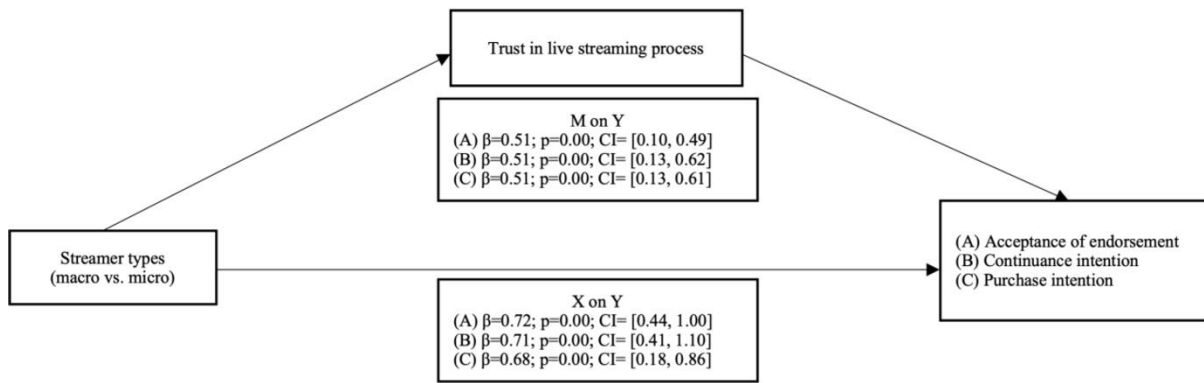 Trust in live streaming process
M on Y
(A) β=0.51; p=0.00; CI= [0.10, 0.49]
(B) β=0.51; p=0.00; CI= [0.13, 0.62]
(C) β=0.51; p=0.00; CI= [0.13, 0.61]
Streamer types
(macro vs. micro)
(A) Acceptance of endorsement
(B) Continuance intention
(C) Purchase intention
X on Y
(A) β=0.72; p=0.00; CI= [0.44, 1.00]
(B) β=0.71; p=0.00; CI= [0.41, 1.10]
(C) β=0.68; p=0.00; CI= [0.18, 0.86]